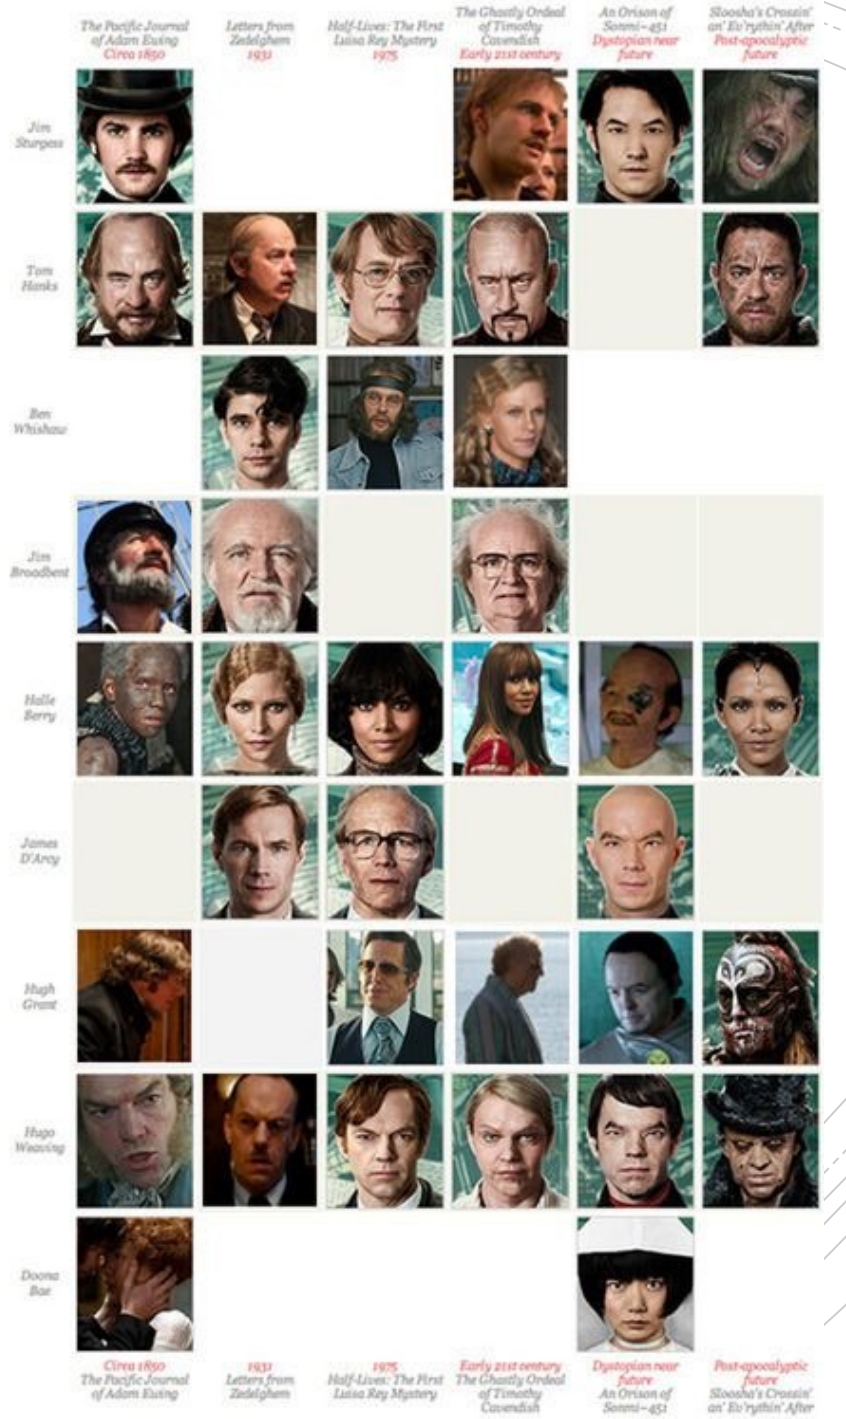 The Pacific Journal
of Adam Ewing
Circa 1850
Letters from
Zedelghem
1931
Half-Lives: The First
Luisa Rey Mystery
1975
The Ghastly Ordeal
of Timothy
Cavendish
Early 21st century
An Orison of
Sonmi~451
Dystopian near
future
Sloosha's Crossin'
an' Ev'rythin' After
Post-apocalyptic
future
Jim
Sturgess
Tom
Hanks
Ben
Whishaw
Jim
Broadbent
Halle
Berry
James
D'Arcy
Hugh
Grant
Hugo
Weaving
Doona
Bae
Circa 1850
The Pacific Journal
of Adam Ewing
1931
Letters from
Zedelghem
1975
Half-Lives: The First
Luisa Rey Mystery
Early 21st century
The Ghastly Ordeal
of Timothy
Cavendish
Dystopian near
future
An Orison of
Sonmi~451
Post-apocalyptic
future
Sloosha's Crossin'
an' Ev'rythin' After